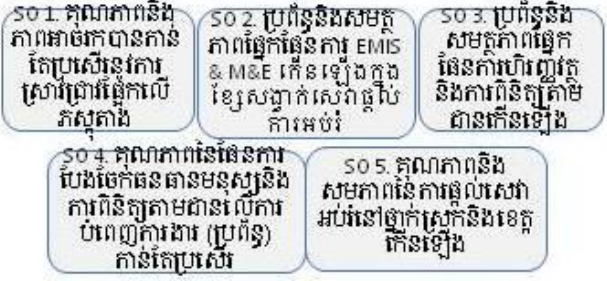 SO 1. គុណភាពនិង
ភាពអាចរកបានកាន់
តែប្រសើរនូវការ
ស្រាវជ្រាវផ្អែកលើ
ភស្តុតាង
SO 2. ប្រព័ន្ធនិងសមត្ថ
ភាពផ្នែកផែនការ EMIS
& M&E កើនឡើងក្នុង
ខ្សែសង្វាក់សេវាផ្តល់
ការអប់រំ
SO 3. ប្រព័ន្ធនិង
សមត្ថភាពផ្នែក
ផែនការហិរញ្ញវត្ថុ
និងការពិនិត្យតាម
ដានកើនឡើង
SO 4. គុណភាពនៃផែនការ
បែងចែកធនធានមនុស្សនិង
ការពិនិត្យតាមដានលើការ
បំពេញការងារ (ប្រព័ន្ធ)
កាន់តែប្រសើរ
SO 5. គុណភាពនិង
សមភាពនៃការផ្តល់សេវា
អប់រំនៅថ្នាក់ស្រុកនិងខេត្ត
កើនឡើង